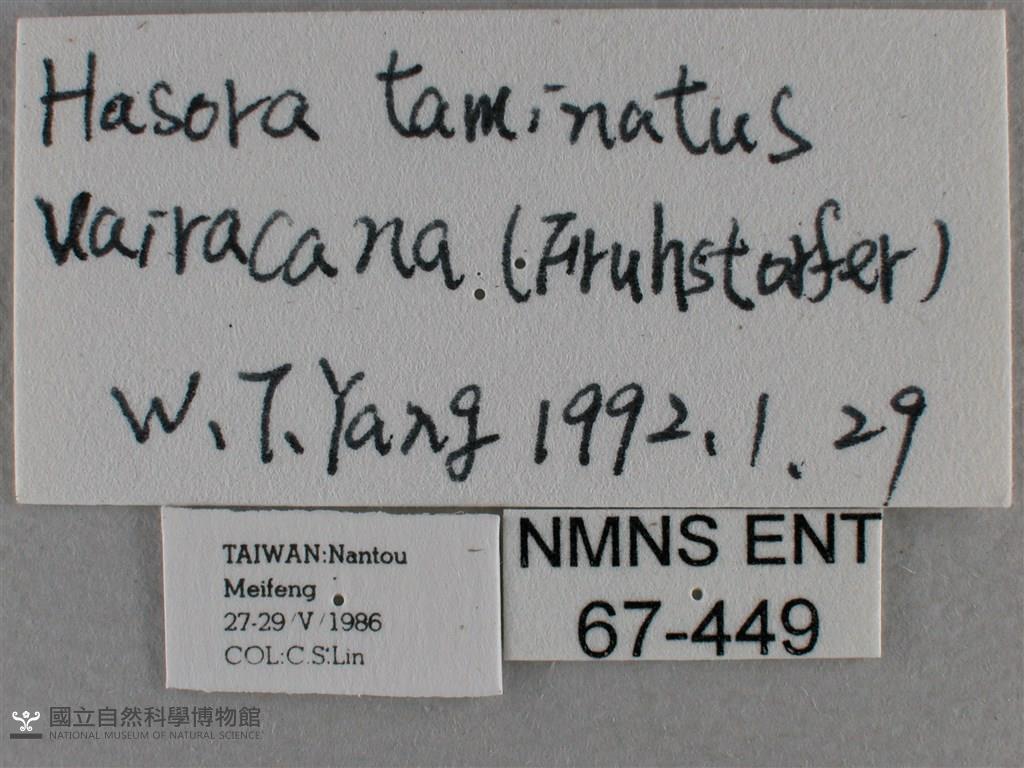 Hasora taminatus
vairacana (Fruhstorfer)
W.T.Yang 1992.1.29
TAIWAN:Nantou
Meifeng
27-29/V/1986
COL:C.S.Lin
NMNS ENT
67-449
國立自然科學博物館
NATIONAL MUSEUM OF NATURAL SCIENCE